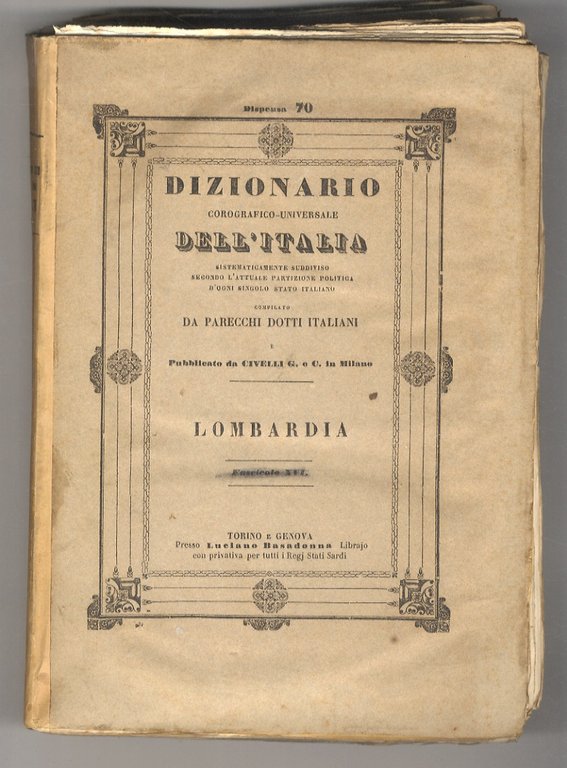 Dispensa 70
DIZIONARIO
COROGRAFICO-UNIVERSALE
DELL'ITALIA
SISTEMATICAMENTE SUDDIVISO
SECONDO L'ATTUALE PARTIZIONE POLITICA
D'OGNI SINGOLO STATO ITALIANO
COMPILATO
DA PARECCHI DOTTI ITALIANI
E
Pubblicato da CIVELLI G. e C. in Milano
LOMBARDIA
Fascicolo XVI.
TORINO E GENOVA
Presso Luciano Basadonna Librajo
con privativa per tutti i Regj Stati Sardi